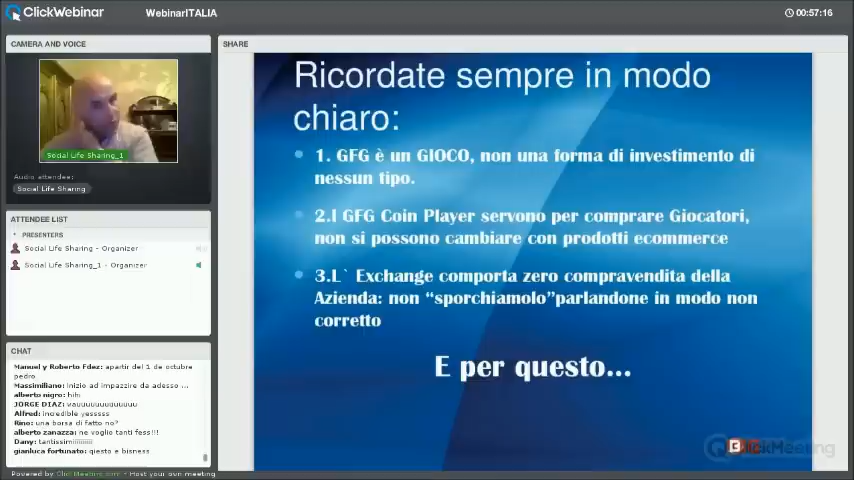 ClickWebinar
WebinarITALIA
00:57:16
CAMERA AND VOICE
Social Life Sharing_1
Audio attendee:
Social Life Sharing
ATTENDEE LIST
PRESENTERS
Social Life Sharing - Organizer
Social Life Sharing_1 - Organizer
CHAT
Manuel y Roberto Fdez: apartir del 1 de octubre
pedro
Massimiliano: Inizio ad impazzire da adesso ...
alberto nigro: hihi
JORGE DIAZ: vauuuuuuuuuuuu
Alfred: incredible yesssss
Rino: una borsa di fatto no?
alberto zanazza: ne voglio tanti fess!!!
Dany: tantissimiiiiiiiiii
gianluca fortunato: qiesto e bisness
Powered by ClickMeeting.com - Host your own meeting
SHARE
Ricordate sempre in modo
chiaro:
1. GFG è un GIOCO, non una forma di investimento di
nessun tipo.
2.I GFG Coin Player servono per comprare Giocatori,
non si possono cambiare con prodotti ecommerce
3.L` Exchange comporta zero compravendita della
Azienda: non “sporchiamolo”parlandone in modo non
corretto
E per questo...
ClickMeeting